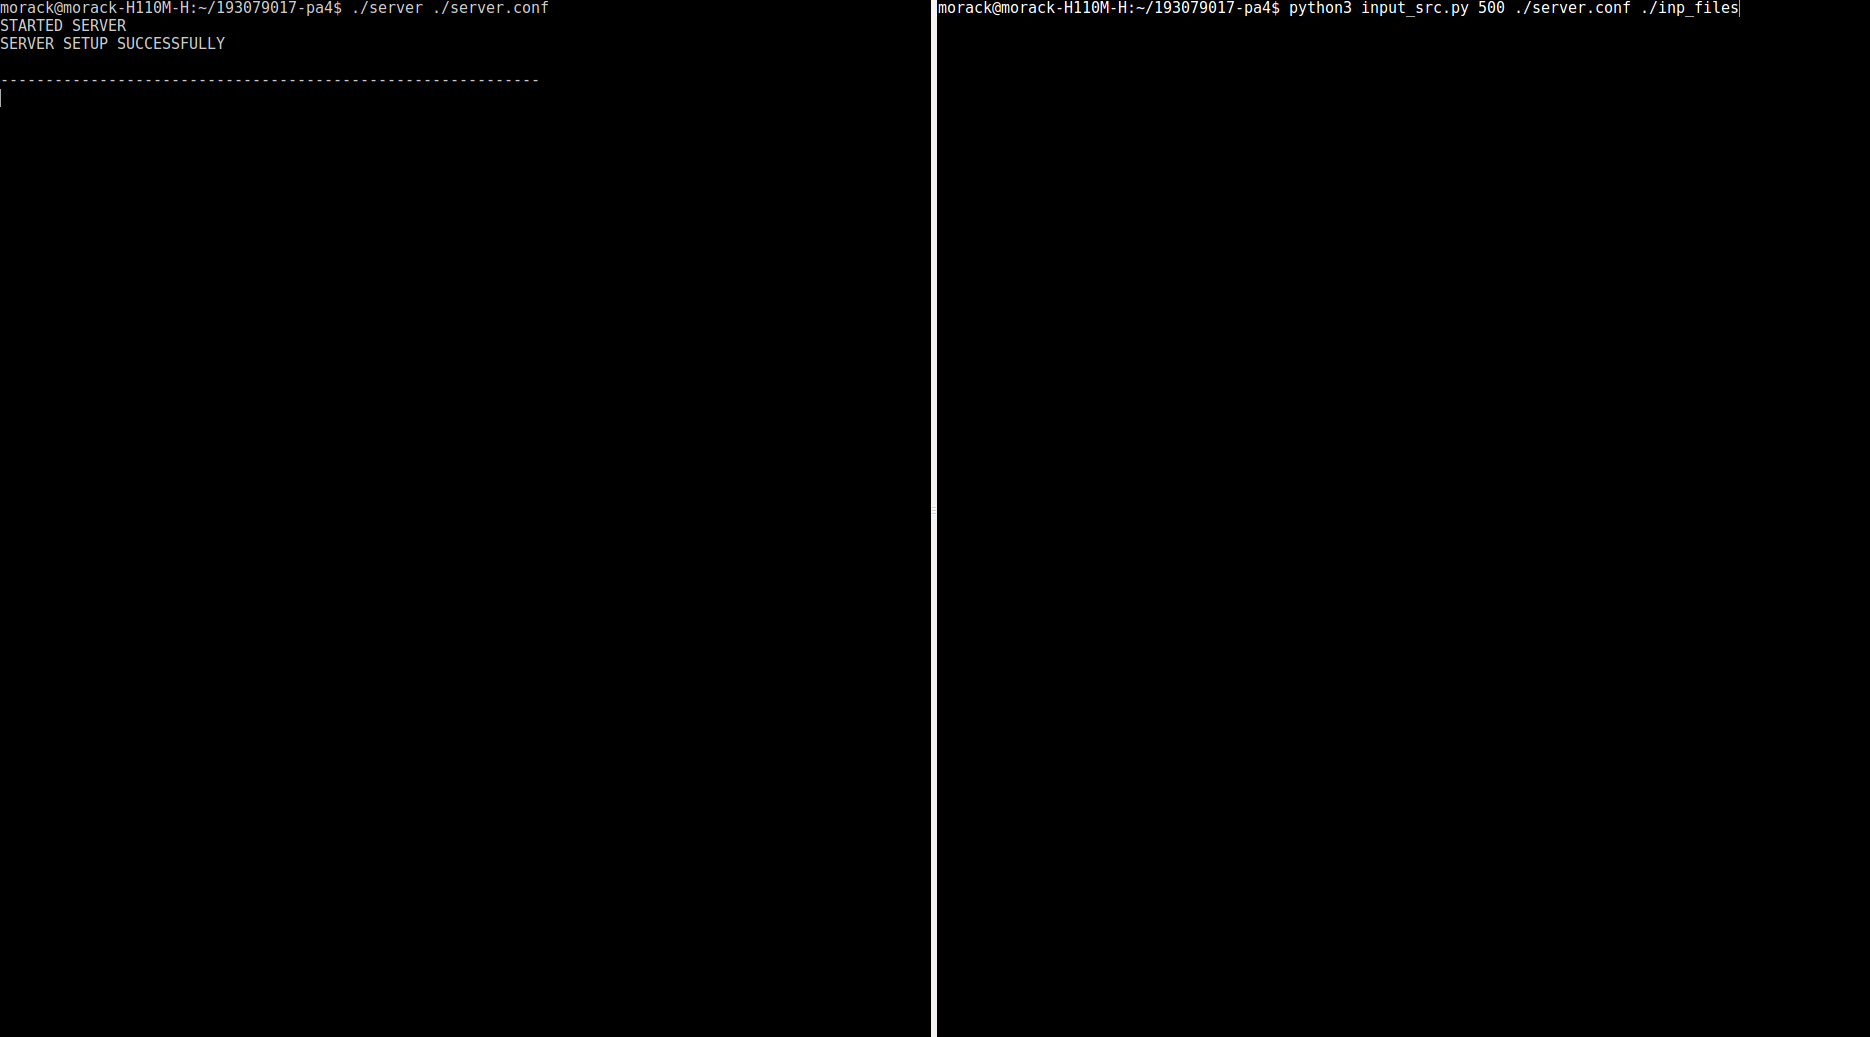 morack@morack-H110M-H:~/193079017-pa4$ ./server ./server.conf
STARTED SERVER
SERVER SETUP SUCCESSFULLY
------------------------------------------------------------
morack@morack-H110M-H:~/193079017-pa4$ python3 input_src.py 500 ./server.conf ./inp_files